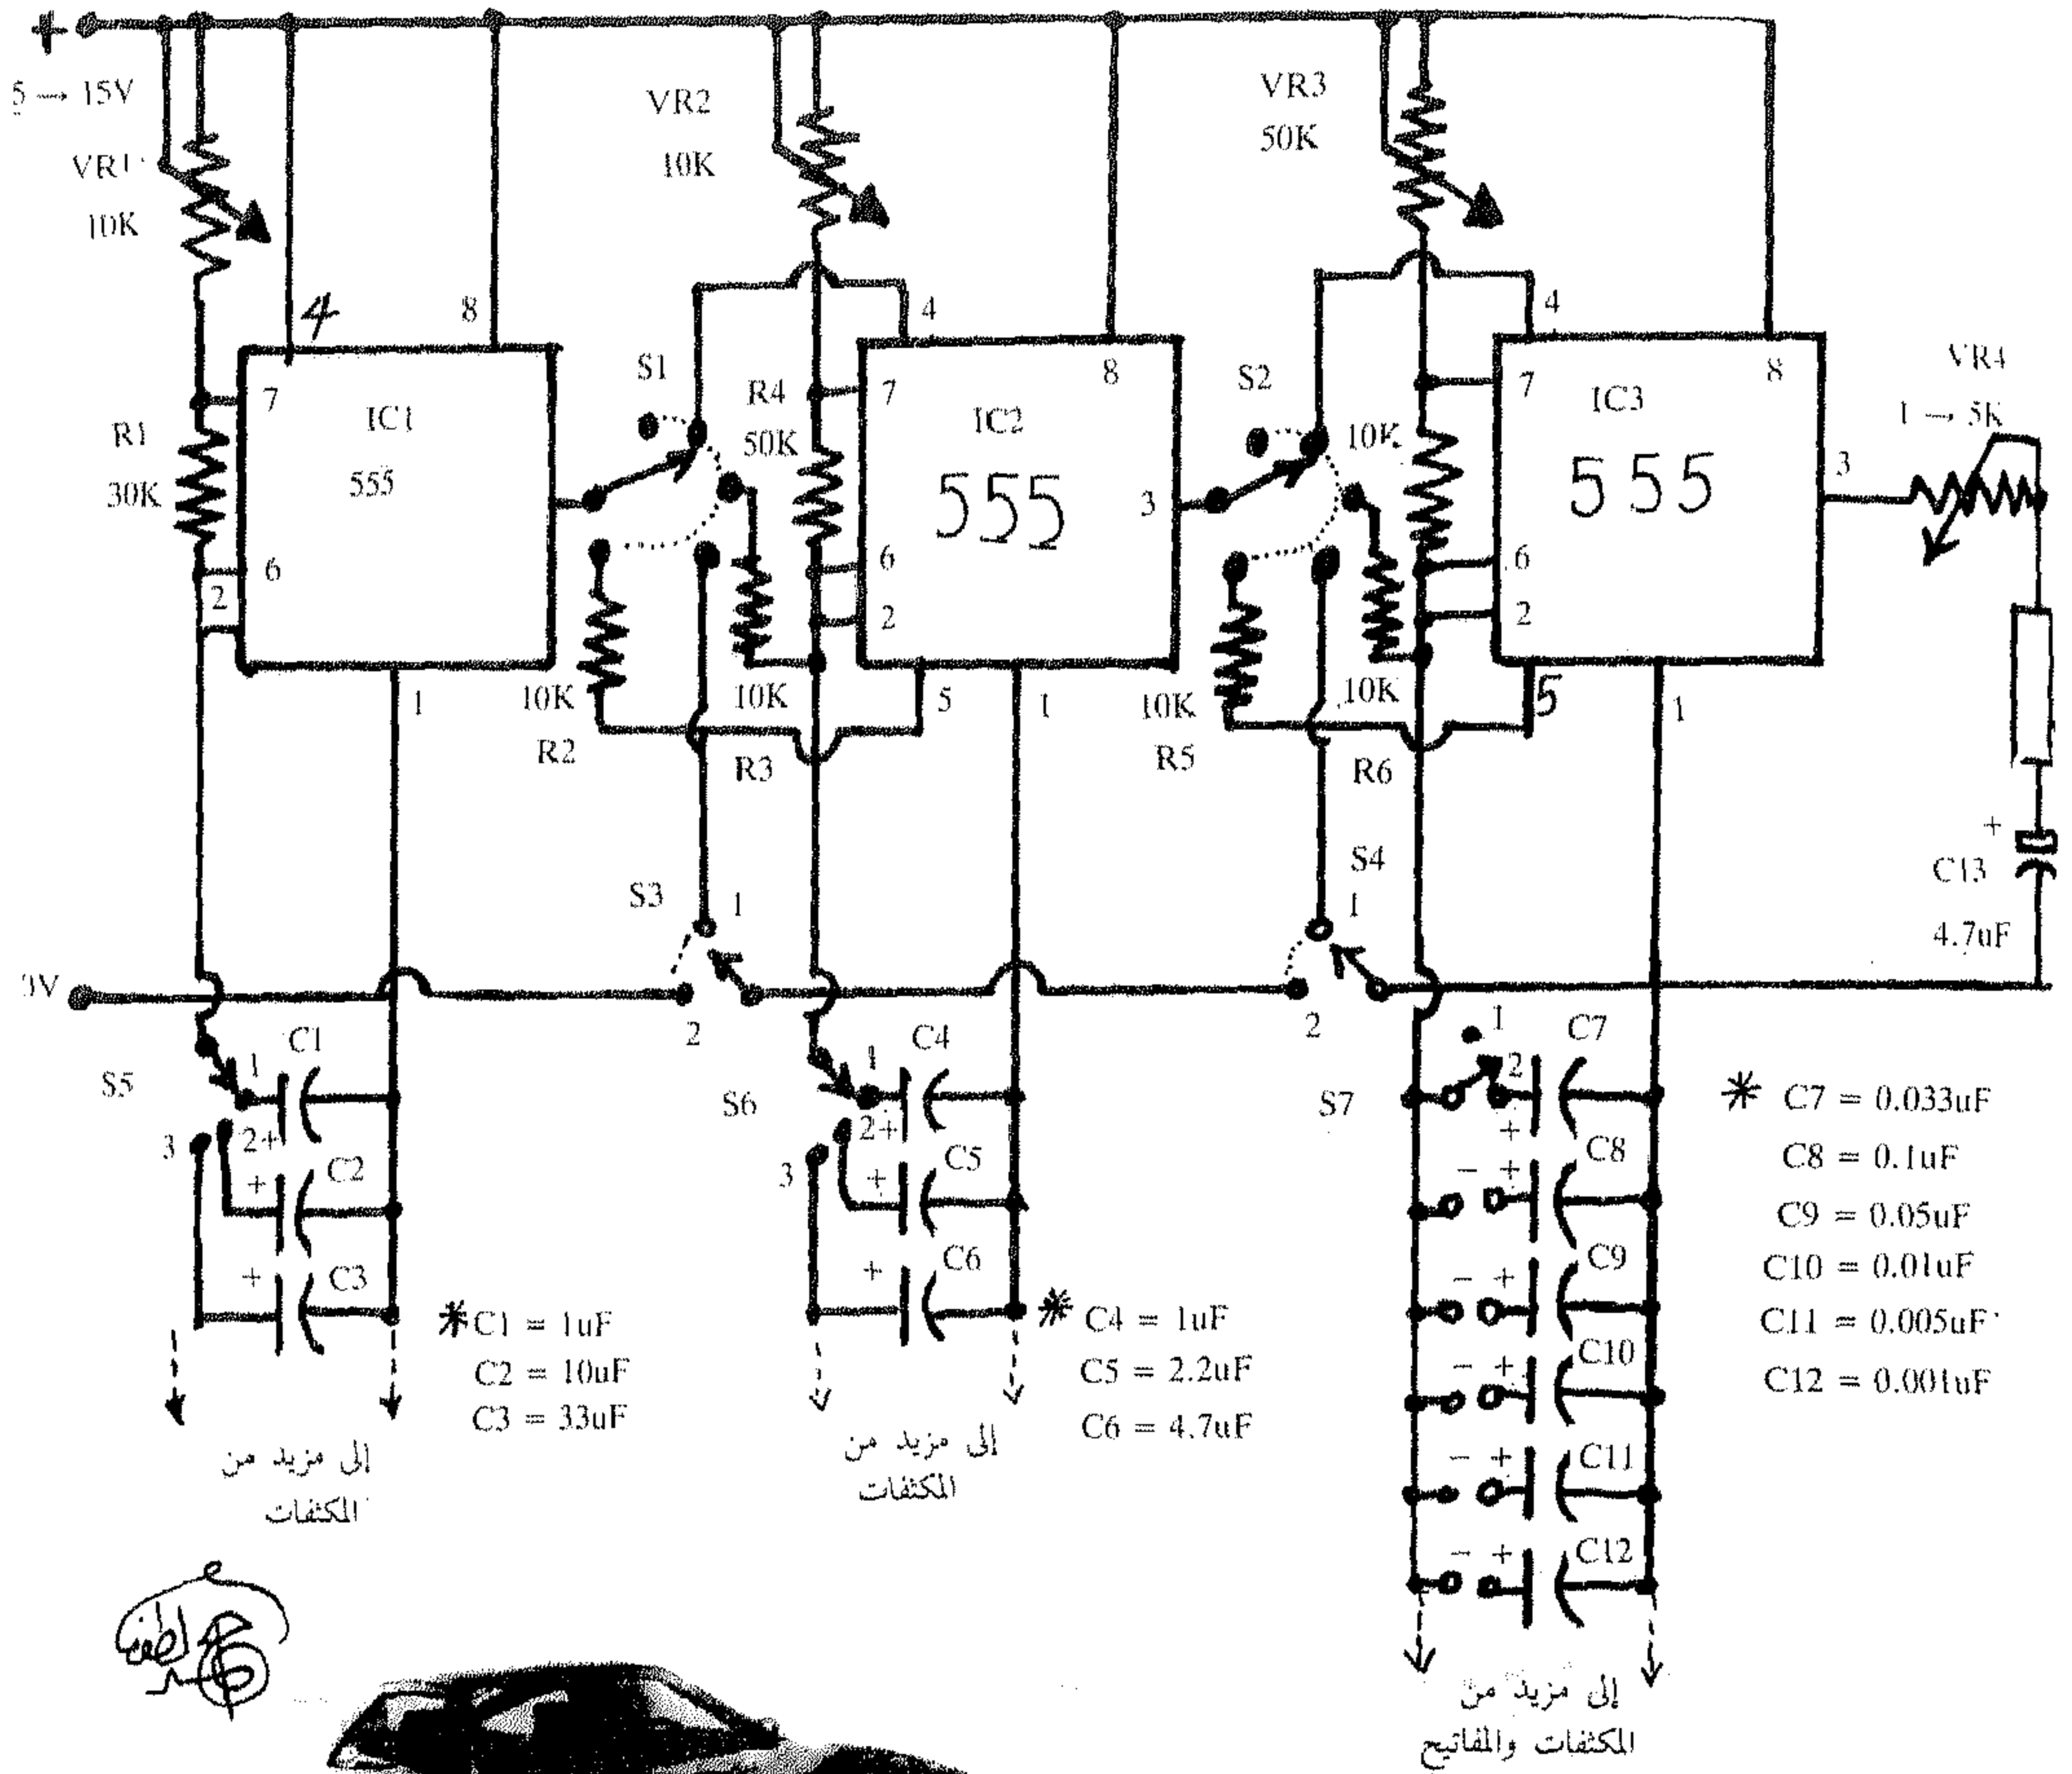 +
5 → 15V
VR1
10K
VR2
10K
VR3
50K
4
8
7
IC1
555
R1
30K
6
2
1
S1
R4
50K
4
8
7
IC2
555
3
6
2
5
1
10K
R2
10K
R3
S2
10K
4
8
7
IC3
555
3
6
2
5
1
10K
R5
10K
R6
VR4
1 → 5K
+
C13
4.7uF
S3
1
2
S4
1
2
S5
1
C1
2+
3
+
C2
+
C3
* C1 = 1uF
C2 = 10uF
C3 = 33uF
إلى مزيد من
المكثفات
S6
1
C4
2+
3
+
C5
+
C6
* C4 = 1uF
C5 = 2.2uF
C6 = 4.7uF
إلى مزيد من
المكثفات
S7
1
2
C7
+
- +
C8
- +
C9
- +
C10
- +
C11
- +
C12
* C7 = 0.033uF
C8 = 0.1uF
C9 = 0.05uF
C10 = 0.01uF
C11 = 0.005uF
C12 = 0.001uF
إلى مزيد من
المكثفات والمفاتيح